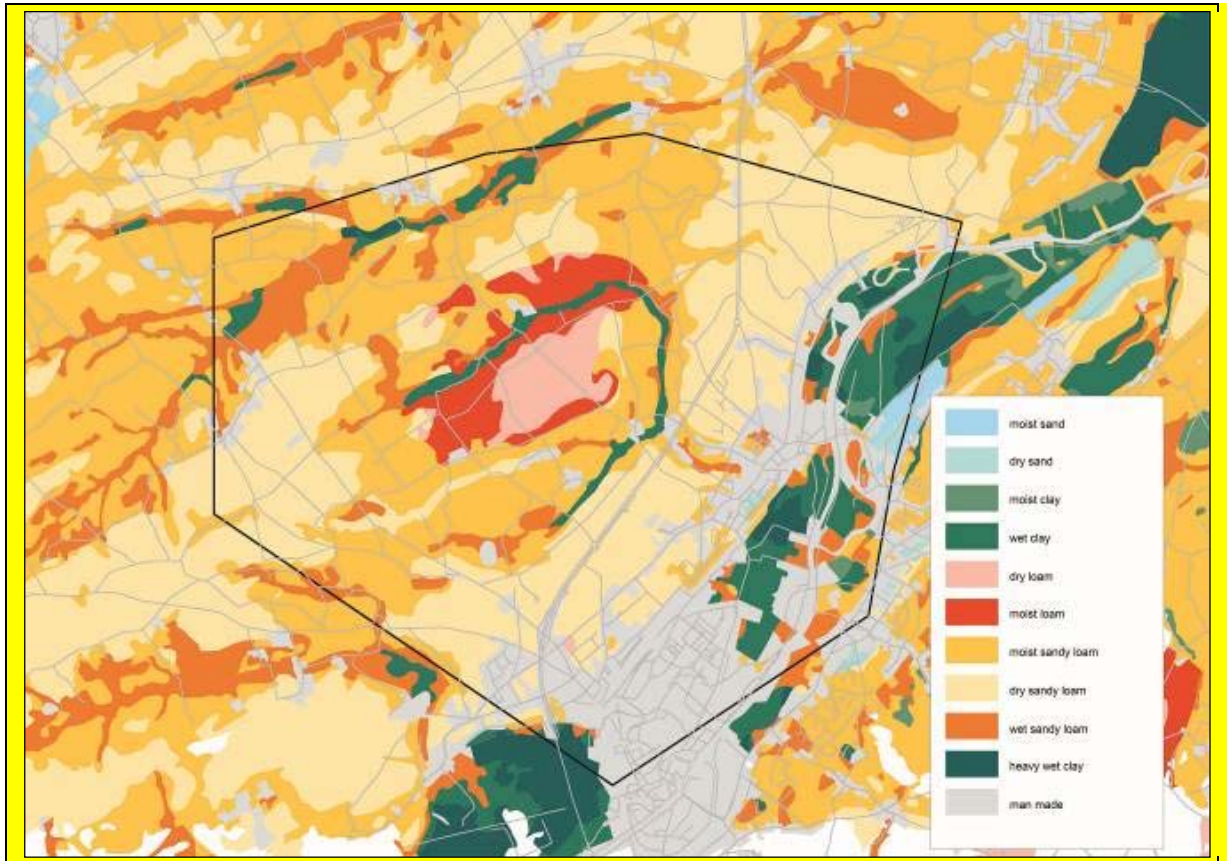 moist sand
dry sand
moist clay
wet clay
dry loam
moist loam
moist sandy loam
dry sandy loam
wet sandy loam
heavy wet clay
man made